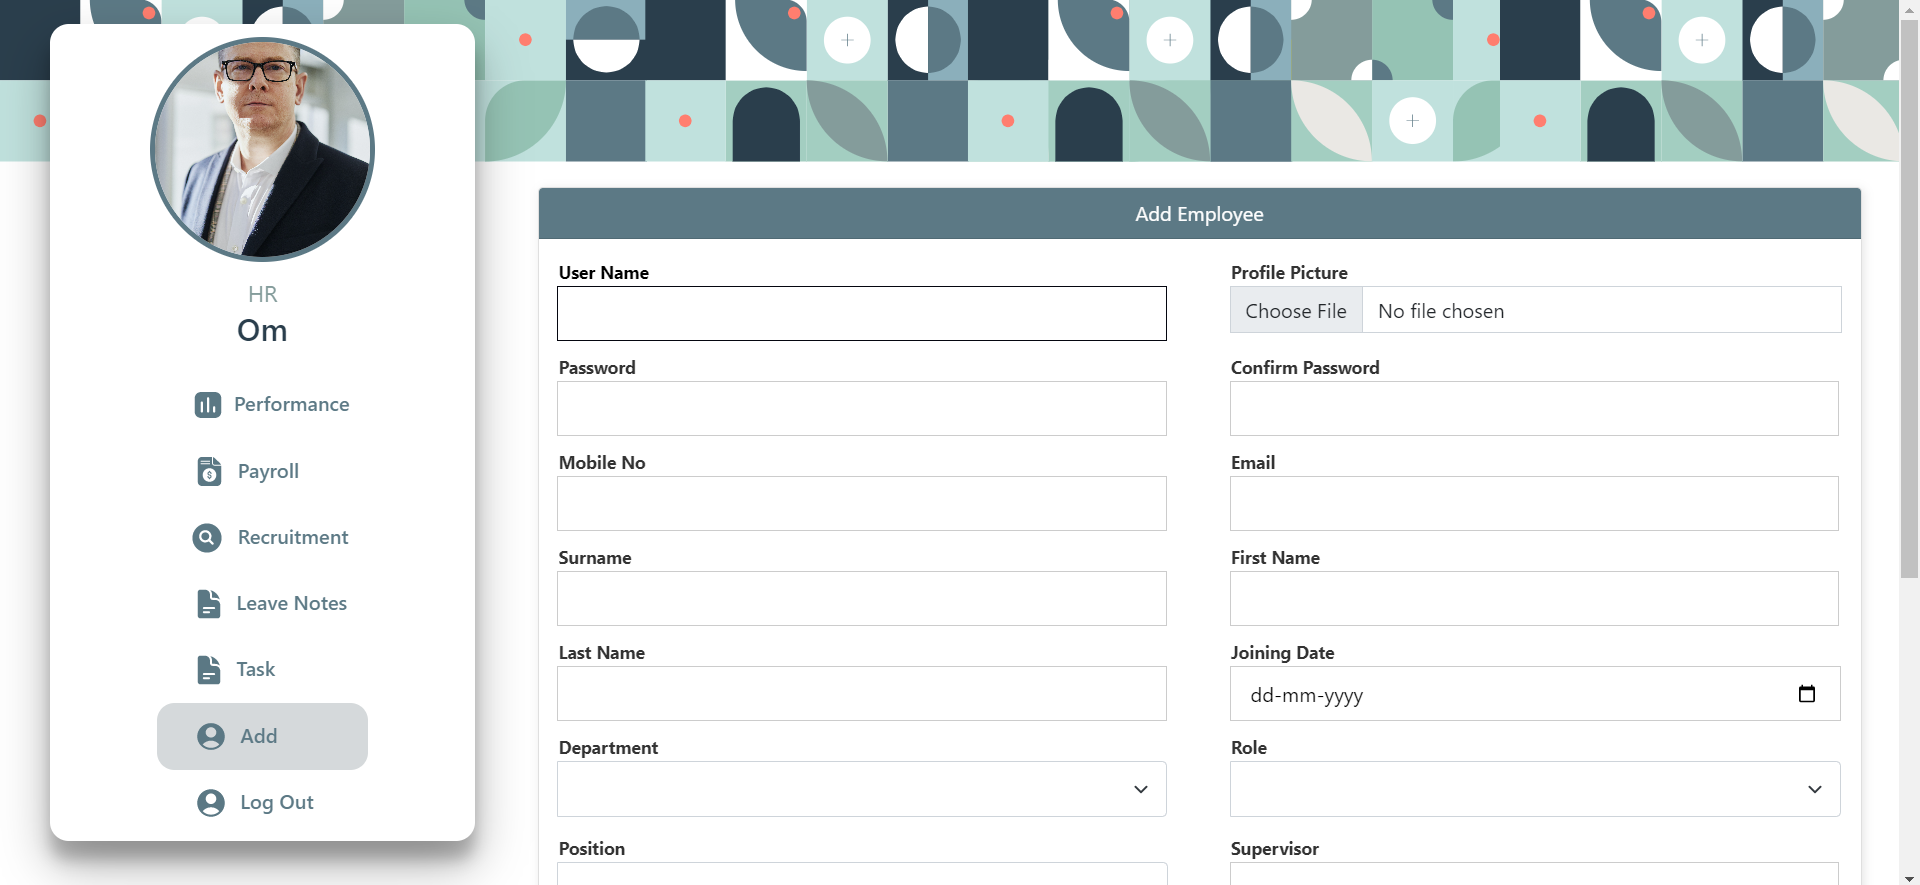 HR
Om
Performance
Payroll
Recruitment
Leave Notes
Task
Add
Log Out
Add Employee
User Name
Profile Picture
Choose File No file chosen
Password
Confirm Password
Mobile No
Email
Surname
First Name
Last Name
Joining Date
dd-mm-yyyy
Department
Role
Position
Supervisor